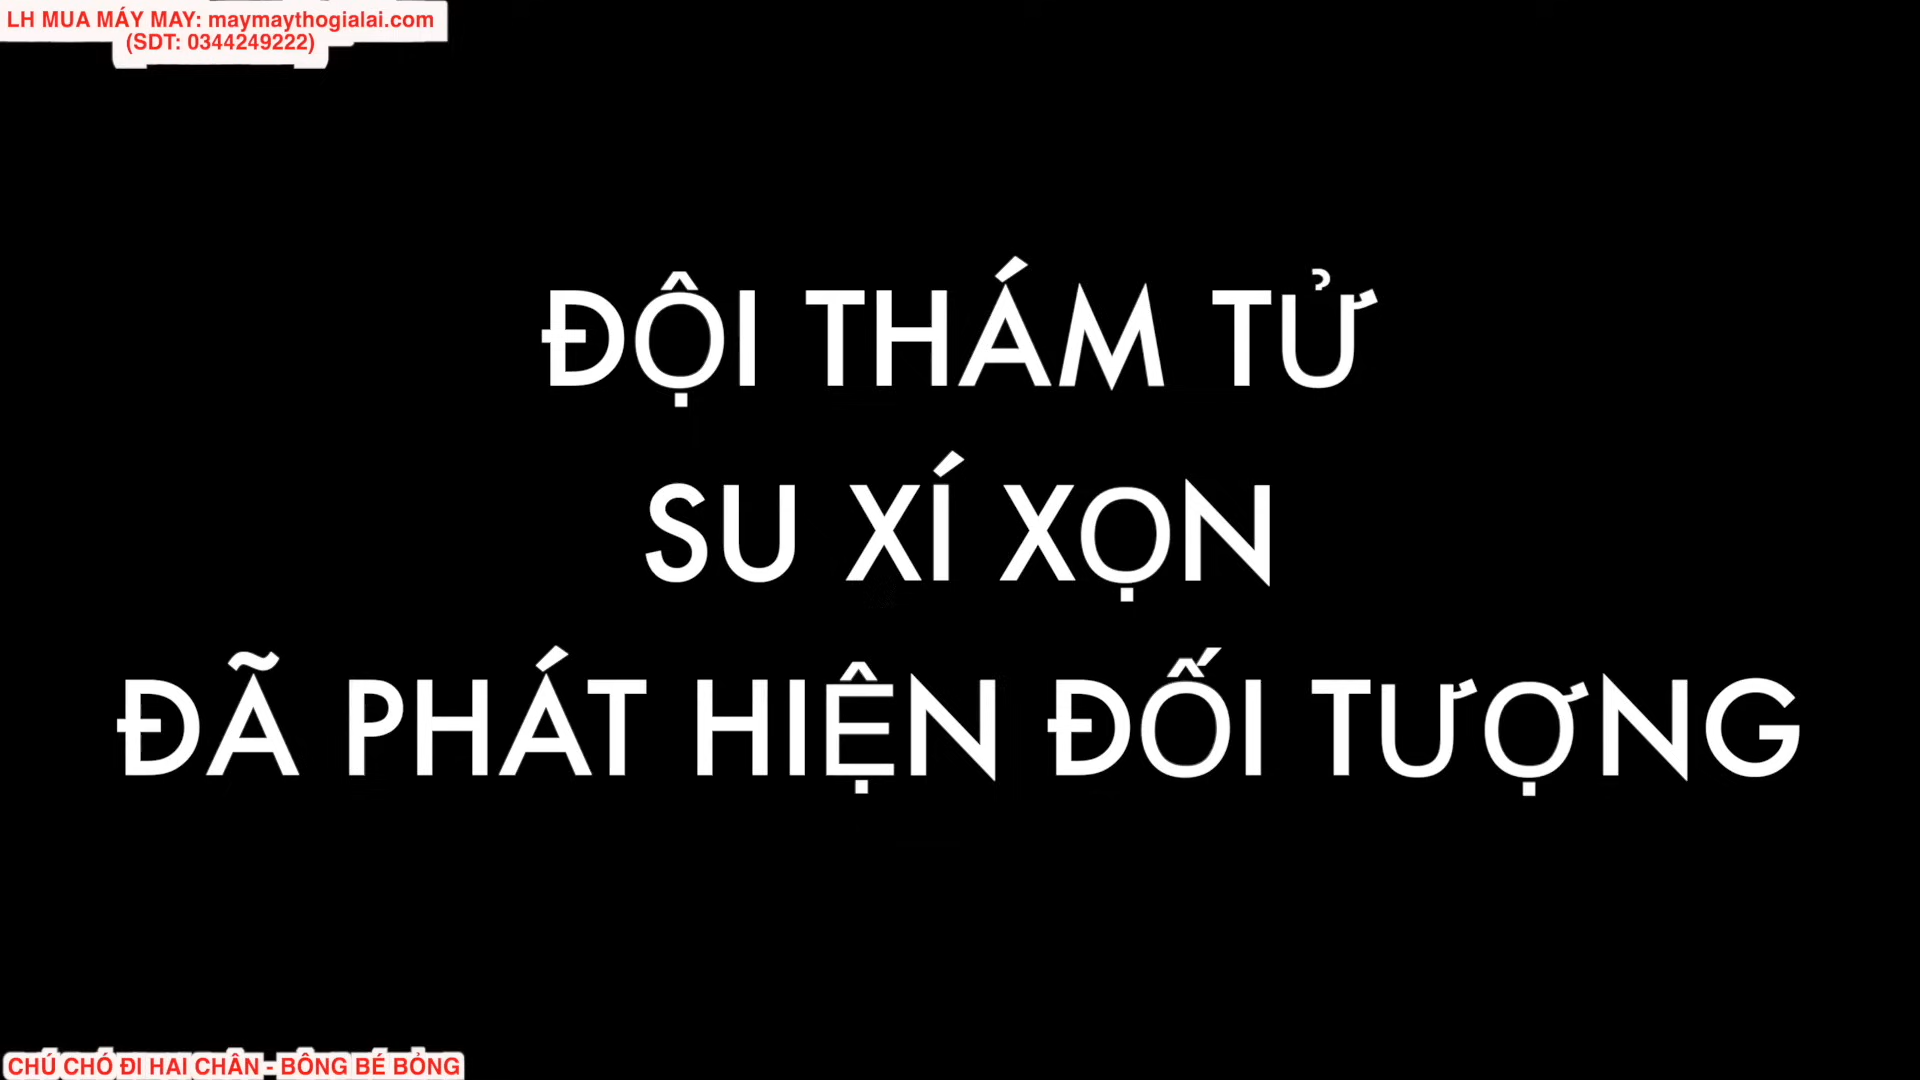 LH MUA MÁY MAY: maymaythogialai.com
(SDT: 0344249222)
ĐỘI THÁM TỬ
SU XÍ XỌN
ĐÃ PHÁT HIỆN ĐỐI TƯỢNG
CHÚ CHÓ ĐI HAI CHÂN - BÔNG BÉ BỎNG